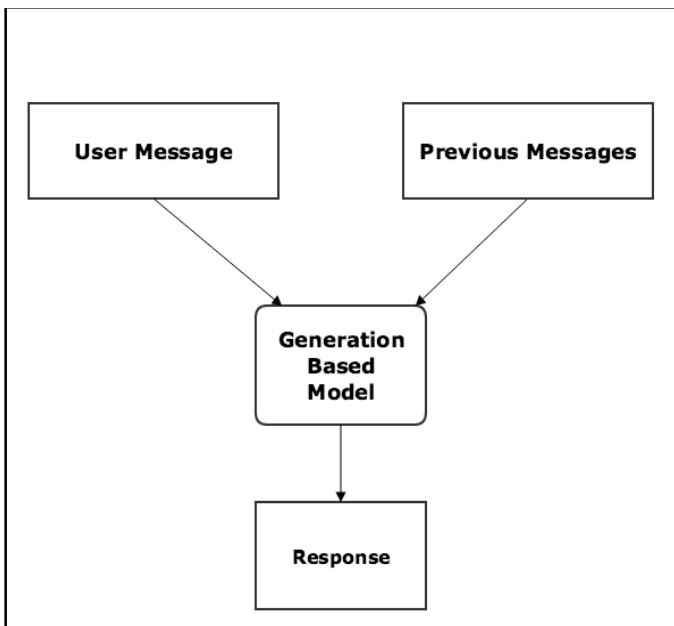 User Message
Previous Messages
Generation
Based
Model
Response